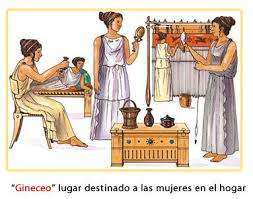 “Gineceo” lugar destinado a las mujeres en el hogar